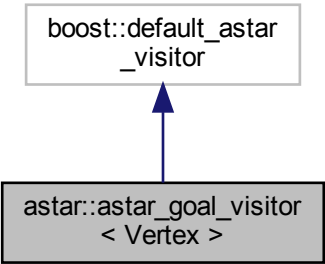 boost::default_astar
_visitor
astar::astar_goal_visitor
< Vertex >